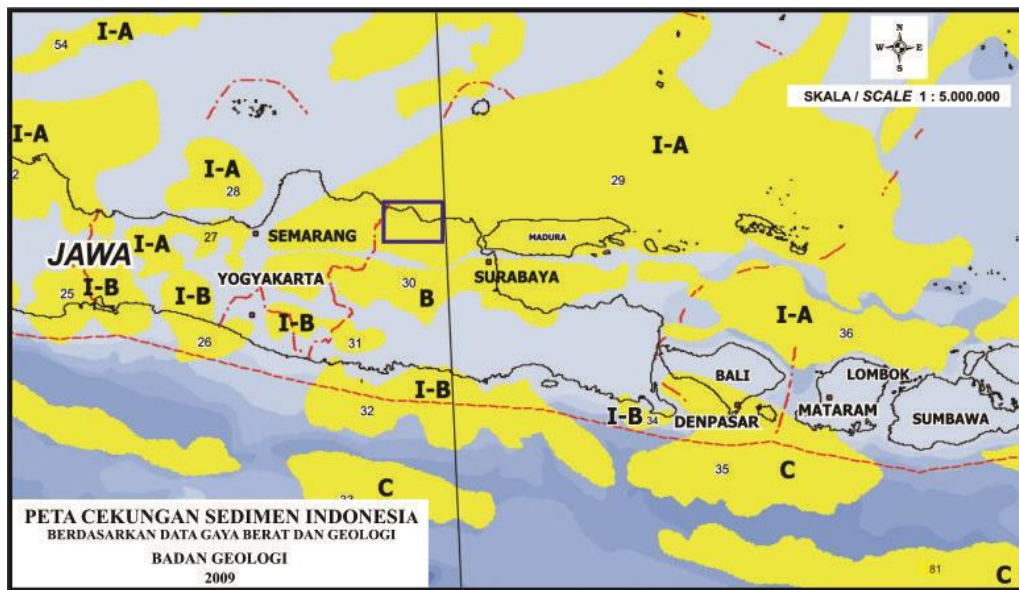 54 I-A
N
W E
S
SKALA / SCALE 1 : 5.000.000
I-A
2
I-A
28
I-A
29
27
SEMARANG
MADURA
JAWA
I-A
YOGYAKARTA
SURABAYA
25
I-B
I-B
30
B
I-B
26
31
I-A
36
BALI
LOMBOK
I-B
32
I-B
34
DENPASAR
MATARAM
SUMBAWA
35
C
C
PETA CEKUNGAN SEDIMEN INDONESIA
BERDASARKAN DATA GAYA BERAT DAN GEOLOGI
BADAN GEOLOGI
2009
81
C